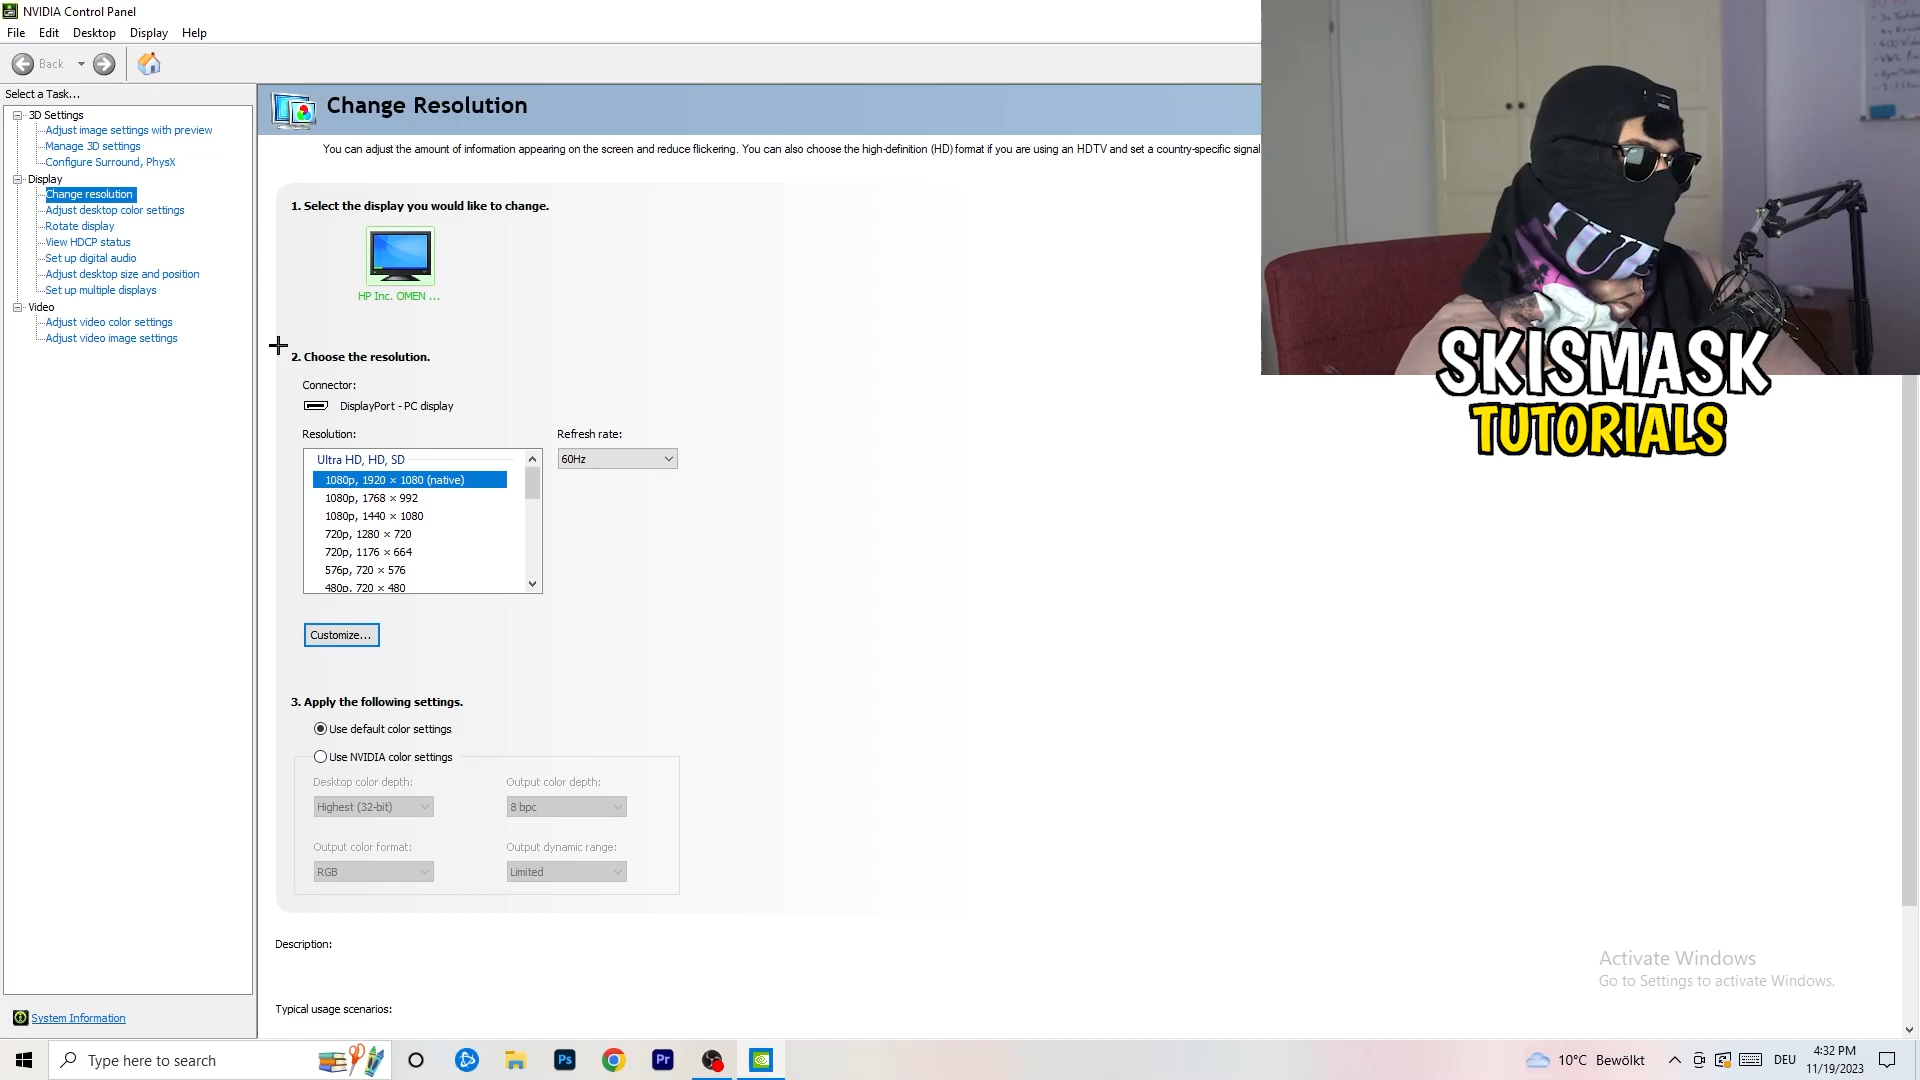 NVIDIA Control Panel
File Edit Desktop Display Help
Back
Select a Task...
3D Settings
Adjust image settings with preview
Manage 3D settings
Configure Surround, PhysX
Display
Change resolution
Adjust desktop color settings
Rotate display
View HDCP status
Set up digital audio
Adjust desktop size and position
Set up multiple displays
Video
Adjust video color settings
Adjust video image settings
System Information
Change Resolution
You can adjust the amount of information appearing on the screen and reduce flickering. You can also choose the high-definition (HD) format if you are using an HDTV and set a country-specific signal
1. Select the display you would like to change.
HP Inc. OMEN ...
2. Choose the resolution.
Connector:
DisplayPort - PC display
Resolution:
Refresh rate:
Ultra HD, HD, SD
60Hz
1080p, 1920 × 1080 (native)
1080p, 1768 × 992
1080p, 1440 × 1080
720p, 1280 × 720
720p, 1176 × 664
576p, 720 × 576
480p, 720 × 480
Customize...
3. Apply the following settings.
Use default color settings
Use NVIDIA color settings
Desktop color depth:
Output color depth:
Highest (32-bit)
8 bpc
Output color format:
Output dynamic range:
RGB
Limited
Description:
Typical usage scenarios:
SKISMASK
TUTORIALS
Activate Windows
Go to Settings to activate Windows.
Type here to search
Ps
Pr
10°C Bewölkt
DEU
4:32 PM
11/19/2023